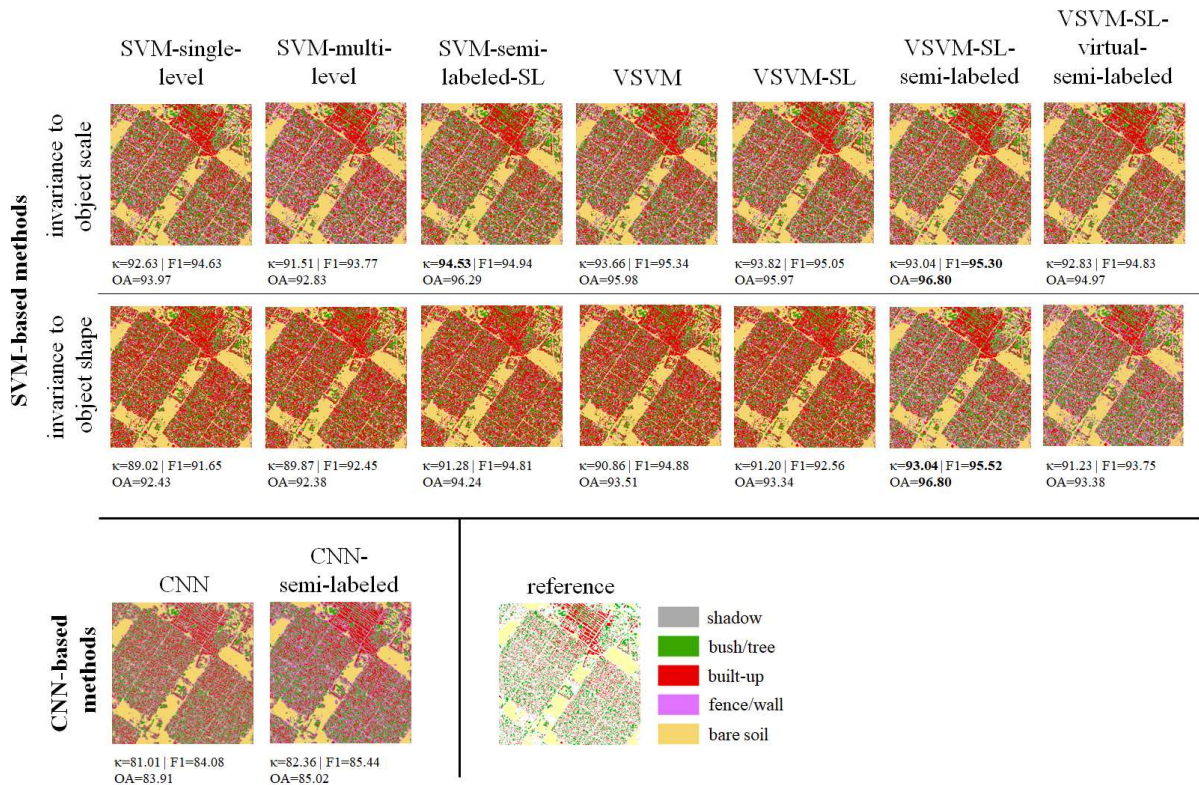 SVM-single-
level
SVM-multi-
level
SVM-semi-
labeled-SL
VSVM
VSVM-SL
VSVM-SL-
semi-labeled
VSVM-SL-
virtual-
semi-labeled
SVM-based methods
invariance to
object scale
κ=92.63 | F1=94.63
OA=93.97
κ=91.51 | F1=93.77
OA=92.83
κ=94.53 | F1=94.94
OA=96.29
κ=93.66 | F1=95.34
OA=95.98
κ=93.82 | F1=95.05
OA=95.97
κ=93.04 | F1=95.30
OA=96.80
κ=92.83 | F1=94.83
OA=94.97
invariance to
object shape
κ=89.02 | F1=91.65
OA=92.43
κ=89.87 | F1=92.45
OA=92.38
κ=91.28 | F1=94.81
OA=94.24
κ=90.86 | F1=94.88
OA=93.51
κ=91.20 | F1=92.56
OA=93.34
κ=93.04 | F1=95.52
OA=96.80
κ=91.23 | F1=93.75
OA=93.38
CNN-based
methods
CNN
κ=81.01 | F1=84.08
OA=83.91
CNN-
semi-labeled
κ=82.36 | F1=85.44
OA=85.02
reference
shadow
bush/tree
built-up
fence/wall
bare soil